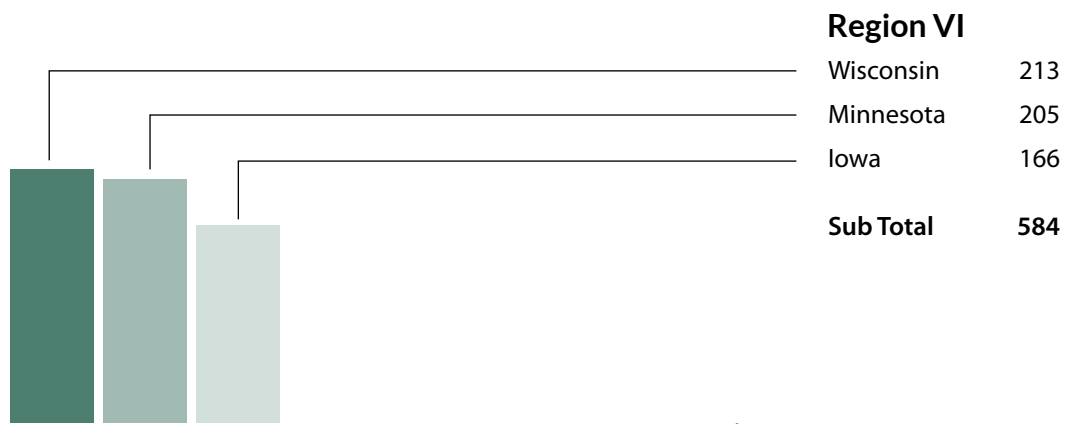 Region VI
Wisconsin 213
Minnesota 205
Iowa 166
Sub Total 584